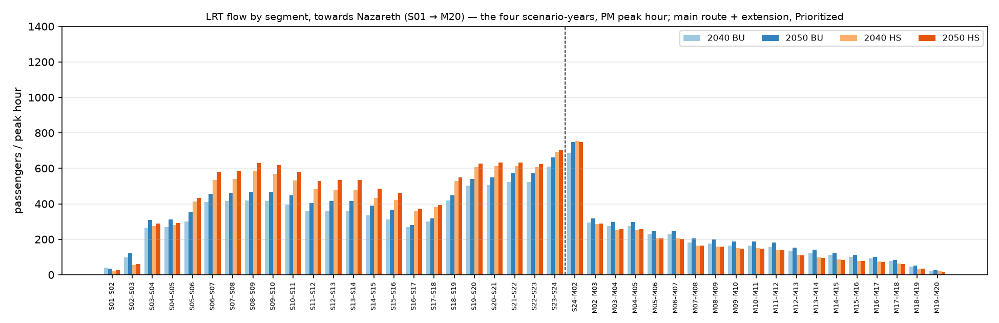 LRT flow by segment, towards Nazareth (S01 → M20) — the four scenario-years, PM peak hour; main route + extension, Prioritized
2040 BU 2050 BU 2040 HS 2050 HS
passengers / peak hour
1400
1200
1000
800
600
400
200
0
S01–S02
S02–S03
S03–S04
S04–S05
S05–S06
S06–S07
S07–S08
S08–S09
S09–S10
S10–S11
S11–S12
S12–S13
S13–S14
S14–S15
S15–S16
S16–S17
S17–S18
S18–S19
S19–S20
S20–S21
S21–S22
S22–S23
S23–S24
S24–M02
M02–M03
M03–M04
M04–M05
M05–M06
M06–M07
M07–M08
M08–M09
M09–M10
M10–M11
M11–M12
M12–M13
M13–M14
M14–M15
M15–M16
M16–M17
M17–M18
M18–M19
M19–M20